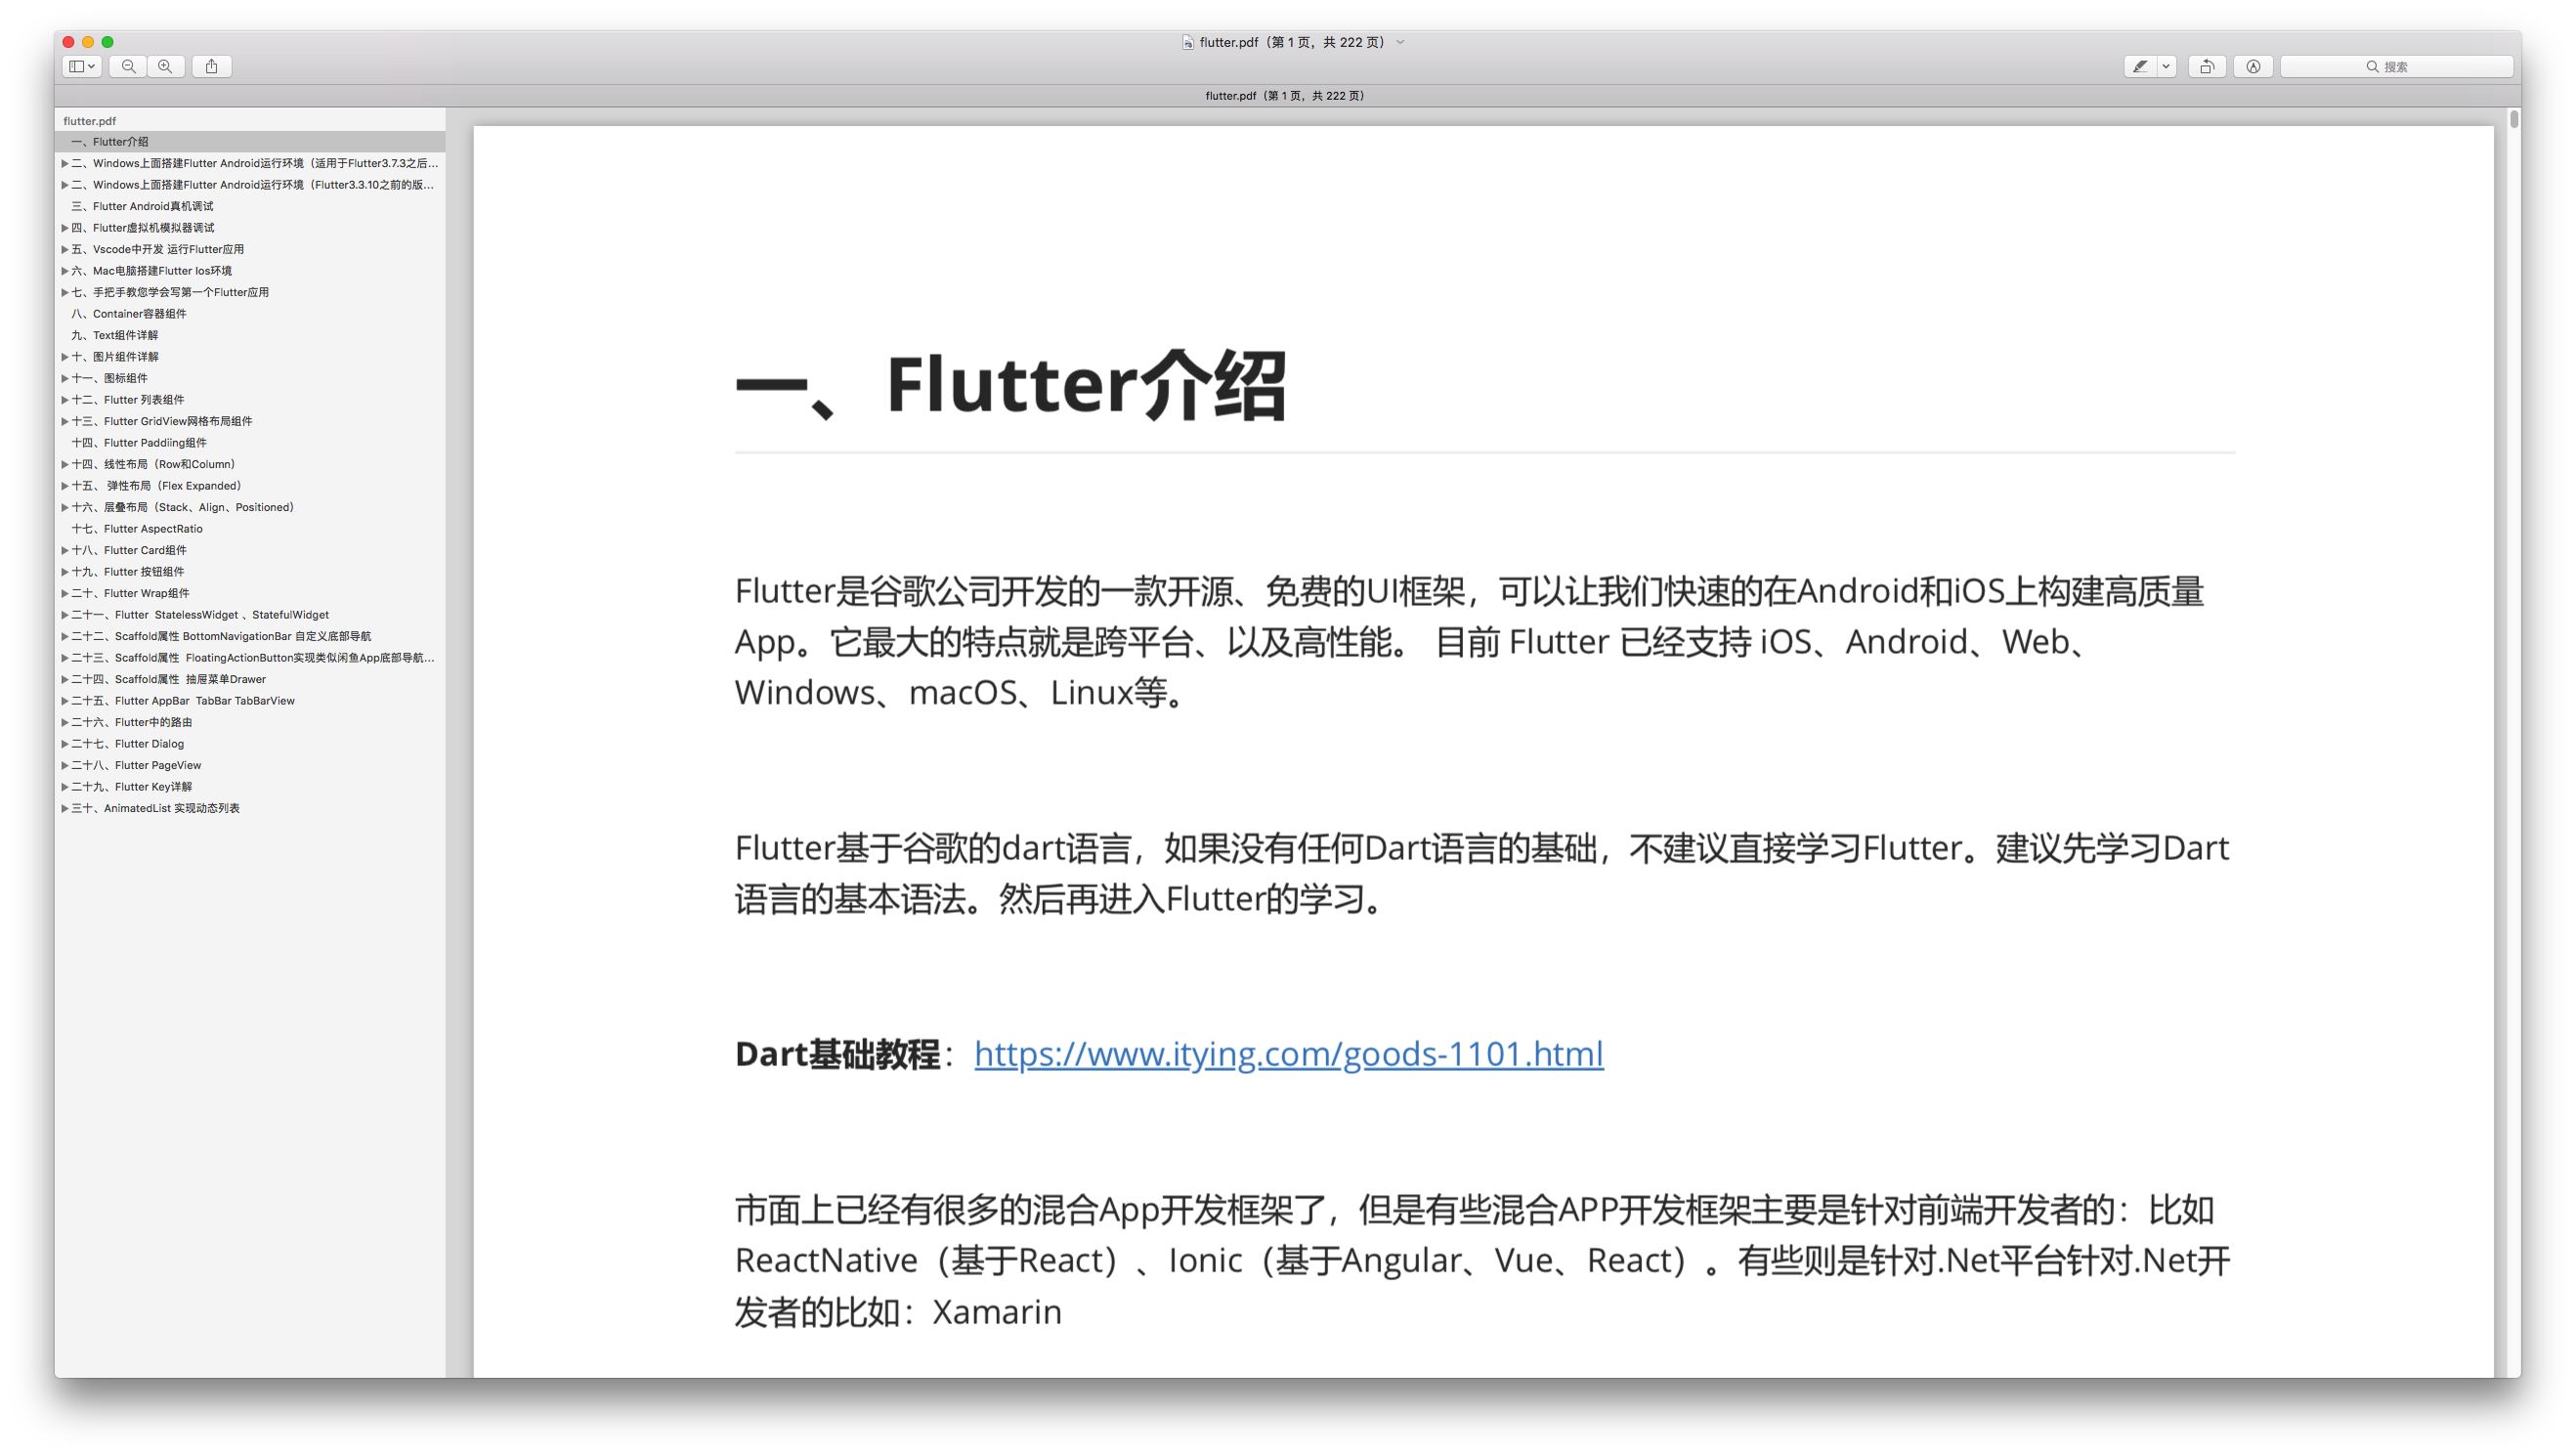 flutter.pdf（第 1 页，共 222 页）
搜索
flutter.pdf（第 1 页，共 222 页）
flutter.pdf
一、Flutter介绍
二、Windows上面搭建Flutter Android运行环境（适用于Flutter3.7.3之后…
二、Windows上面搭建Flutter Android运行环境（Flutter3.3.10之前的版…
三、Flutter Android真机调试
四、Flutter虚拟机模拟器调试
五、Vscode中开发 运行Flutter应用
六、Mac电脑搭建Flutter Ios环境
七、手把手教您学会写第一个Flutter应用
八、Container容器组件
九、Text组件详解
十、图片组件详解
十一、图标组件
十二、Flutter 列表组件
十三、Flutter GridView网格布局组件
十四、Flutter Paddiing组件
十四、线性布局（Row和Column）
十五、 弹性布局（Flex Expanded）
十六、层叠布局（Stack、Align、Positioned）
十七、Flutter AspectRatio
十八、Flutter Card组件
十九、Flutter 按钮组件
二十、Flutter Wrap组件
二十一、Flutter  StatelessWidget 、StatefulWidget
二十二、Scaffold属性 BottomNavigationBar 自定义底部导航
二十三、Scaffold属性  FloatingActionButton实现类似闲鱼App底部导航…
二十四、Scaffold属性  抽屉菜单Drawer
二十五、Flutter AppBar  TabBar TabBarView
二十六、Flutter中的路由
二十七、Flutter Dialog
二十八、Flutter PageView
二十九、Flutter Key详解
三十、AnimatedList 实现动态列表
一、Flutter介绍
Flutter是谷歌公司开发的一款开源、免费的UI框架，可以让我们快速的在Android和iOS上构建高质量
App。它最大的特点就是跨平台、以及高性能。 目前 Flutter 已经支持 iOS、Android、Web、
Windows、macOS、Linux等。
Flutter基于谷歌的dart语言，如果没有任何Dart语言的基础，不建议直接学习Flutter。建议先学习Dart
语言的基本语法。然后再进入Flutter的学习。
Dart基础教程：https://www.itying.com/goods-1101.html
市面上已经有很多的混合App开发框架了，但是有些混合APP开发框架主要是针对前端开发者的：比如
ReactNative（基于React）、Ionic（基于Angular、Vue、React）。有些则是针对.Net平台针对.Net开
发者的比如：Xamarin